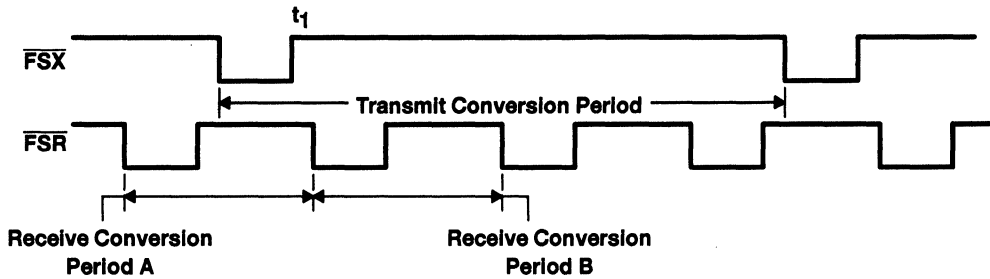 t1
FSX
Transmit Conversion Period
FSR
Receive Conversion
Period A
Receive Conversion
Period B